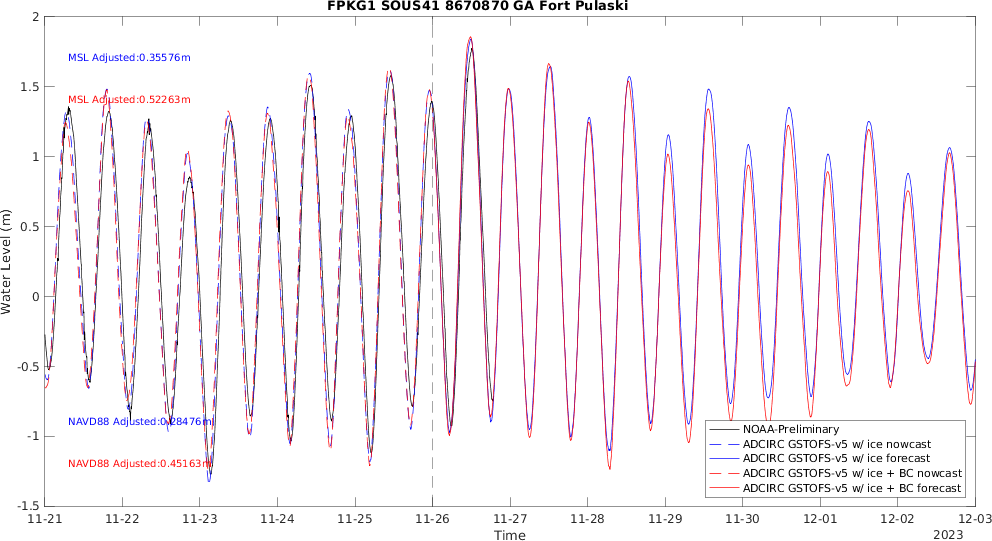 FPKG1 SOUS41 8670870 GA Fort Pulaski
2
1.5
1
0.5
0
-0.5
-1
-1.5
Water Level (m)
MSL Adjusted:0.35576m
MSL Adjusted:0.52263m
NAVD88 Adjusted:0.28476m
NAVD88 Adjusted:0.45163m
NOAA-Preliminary
ADCIRC GSTOFS-v5 w/ ice nowcast
ADCIRC GSTOFS-v5 w/ ice forecast
ADCIRC GSTOFS-v5 w/ ice + BC nowcast
ADCIRC GSTOFS-v5 w/ ice + BC forecast
11-21 11-22 11-23 11-24 11-25 11-26 11-27 11-28 11-29 11-30 12-01 12-02 12-03
Time
2023